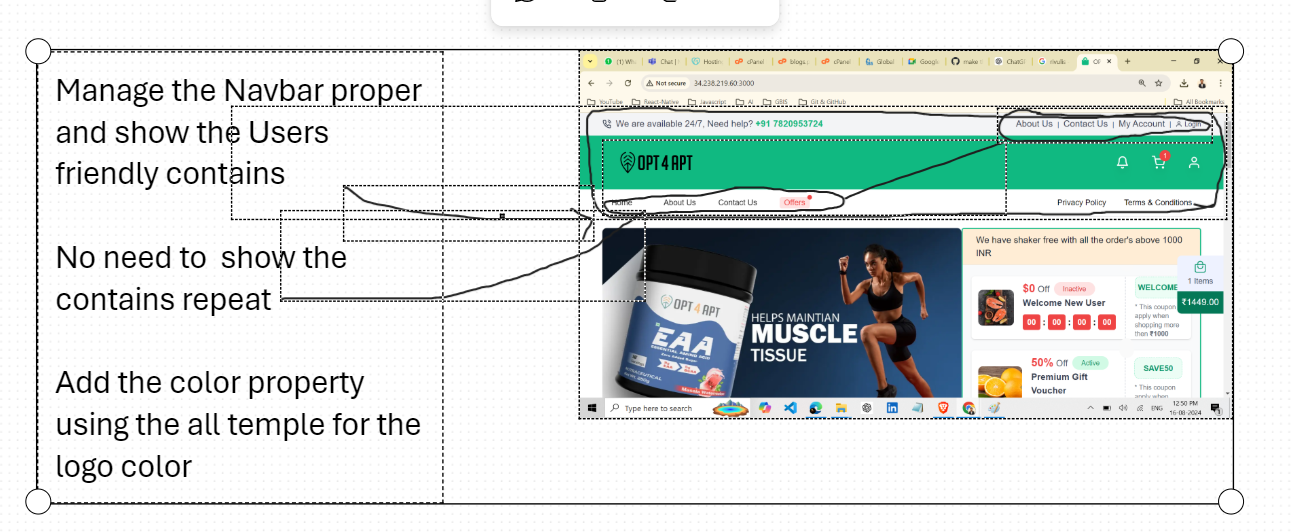 Manage the Navbar proper
and show the Users
friendly contains
No need to show the
contains repeat
Add the color property
using the all temple for the
logo color
(1) Wh
Chat |
Hostin
cPanel
blogs.
cPanel
Global
Googl
make r
ChatG
rivulis
Not secure 34.238.219.60:3000
YouTube React-Native Javascript AI Git & GitHub
All Bookmarks
We are available 24/7, Need help? +91 7820953724
About Us | Contact Us | My Account | Login
OPT 4 APT
1
Home About Us Contact Us Offers
Privacy Policy Terms & Conditions
OPT 4 APT
EAA
ESSENTIAL AMINO ACID
HELPS MAINTIAN
MUSCLE
TISSUE
We have shaker free with all the order's above 1000
INR
$0 Off Inactive
Welcome New User
00 : 00 : 00 : 00
WELCOME
* This coupon
apply when
shopping more
than ₹1000
1 Items
₹1449.00
50% Off Active
Premium Gift
Voucher
SAVE50
* This coupon
apply when
Type here to search
ENG
12:50 PM
16-08-2024